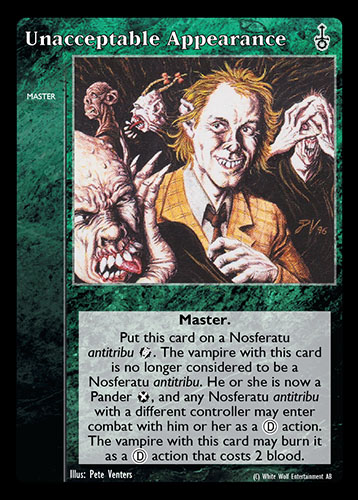 Unacceptable Appearance
MASTER
PV 96
Master.
Put this card on a Nosferatu
antitribu . The vampire with this card
is no longer considered to be a
Nosferatu antitribu. He or she is now a
Pander , and any Nosferatu antitribu
with a different controller may enter
combat with him or her as a Ⓓ action.
The vampire with this card may burn it
as a Ⓓ action that costs 2 blood.
Illus: Pete Venters
(C) White Wolf Entertainment AB